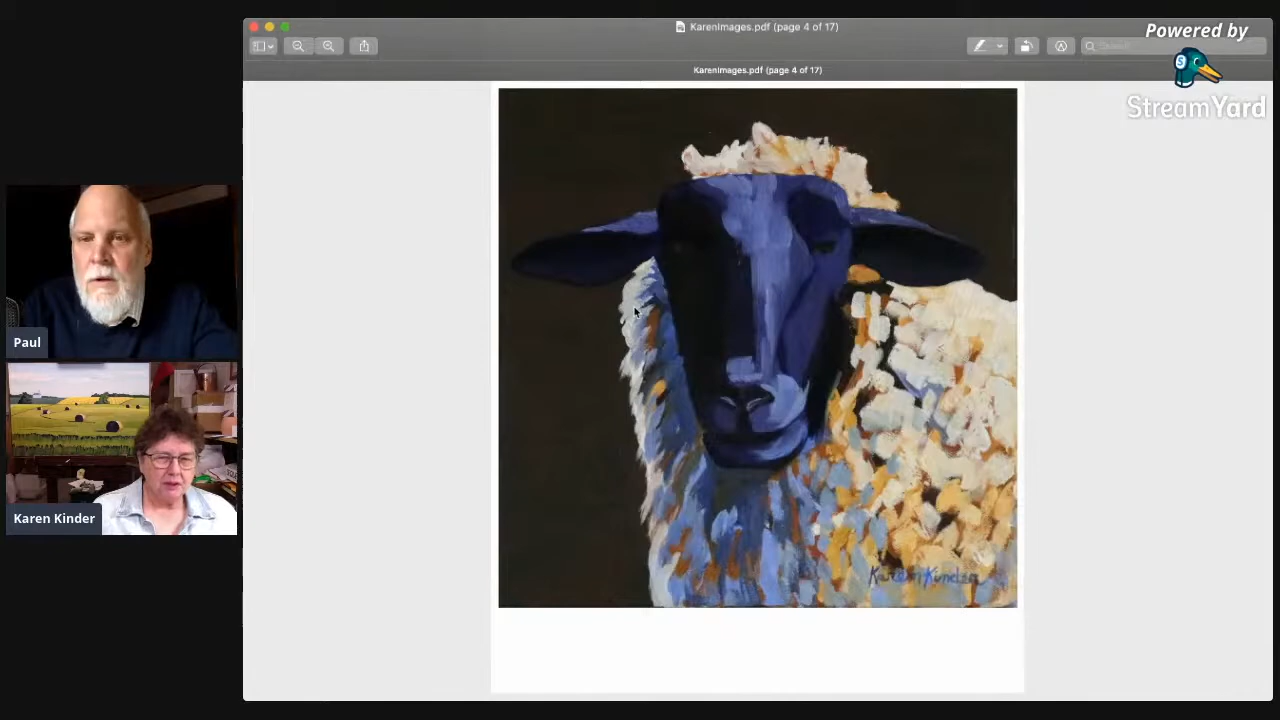 KarenImages.pdf (page 4 of 17)
Search
KarenImages.pdf (page 4 of 17)
Powered by
S
StreamYard
Paul
Karen Kinder
Karen Kinder